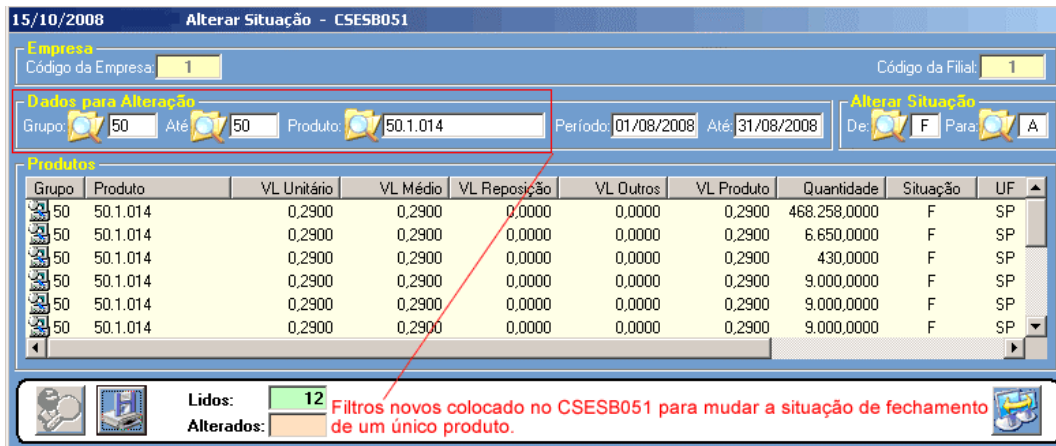 15/10/2008 Alterar Situação - CSESB051
Empresa
Código da Empresa: 1 Código da Filial: 1
Dados para Alteração Alterar Situação
Grupo: 50 Até 50 Produto: 50.1.014 Período: 01/08/2008 Até: 31/08/2008 De: F Para: A
Produtos
Grupo Produto VL Unitário VL Médio VL Reposição VL Outros VL Produto Quantidade Situação UF
50 50.1.014 0,2900 0,2900 0,0000 0,0000 0,2900 468.258,0000 F SP
50 50.1.014 0,2900 0,2900 0,0000 0,0000 0,2900 6.650,0000 F SP
50 50.1.014 0,2900 0,2900 0,0000 0,0000 0,2900 430,0000 F SP
50 50.1.014 0,2900 0,2900 0,0000 0,0000 0,2900 9.000,0000 F SP
50 50.1.014 0,2900 0,2900 0,0000 0,0000 0,2900 9.000,0000 F SP
50 50.1.014 0,2900 0,2900 0,0000 0,0000 0,2900 9.000,0000 F SP
Lidos: 12 Filtros novos colocado no CSESB051 para mudar a situação de fechamento
Alterados: de um único produto.